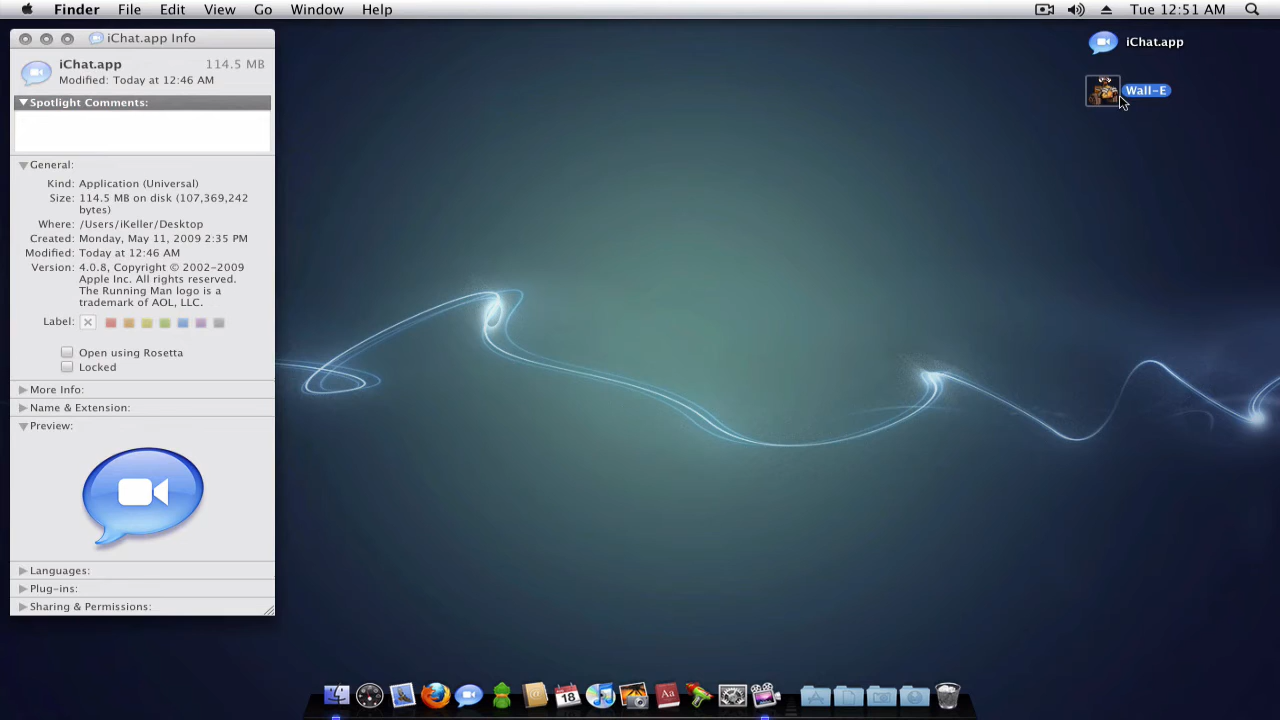 Finder File Edit View Go Window Help Tue 12:51 AM
iChat.app Info
iChat.app 114.5 MB
Modified: Today at 12:46 AM
Spotlight Comments:
General:
Kind: Application (Universal)
Size: 114.5 MB on disk (107,369,242
bytes)
Where: /Users/iKeller/Desktop
Created: Monday, May 11, 2009 2:35 PM
Modified: Today at 12:46 AM
Version: 4.0.8, Copyright © 2002-2009
Apple Inc. All rights reserved.
The Running Man logo is a
trademark of AOL, LLC.
Label:
Open using Rosetta
Locked
More Info:
Name & Extension:
Preview:
Languages:
Plug-ins:
Sharing & Permissions:
iChat.app
Wall-E
18
Aa